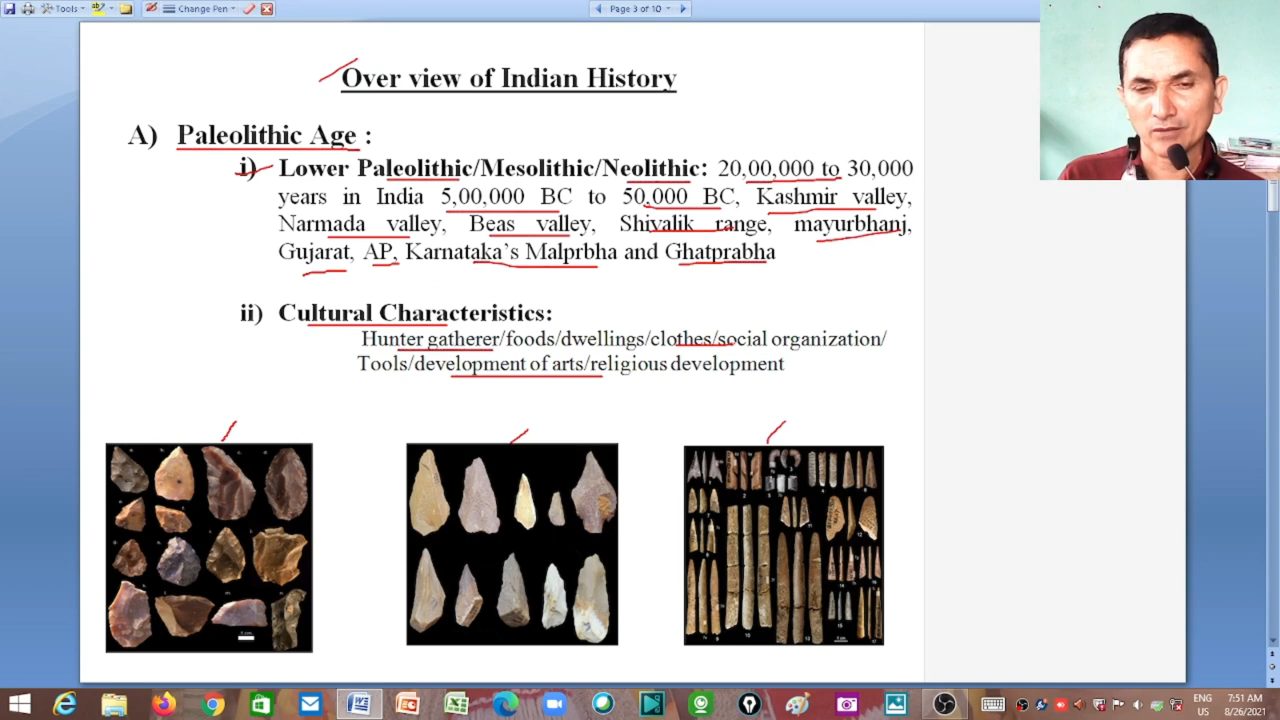 Tools
Change Pen
Page 3 of 10
Over view of Indian History
A) Paleolithic Age :
i) Lower Paleolithic/Mesolithic/Neolithic: 20,00,000 to 30,000
years in India 5,00,000 BC to 50,000 BC, Kashmir valley,
Narmada valley, Beas valley, Shivalik range, mayurbhanj,
Gujarat, AP, Karnataka's Malprbha and Ghatprabha
ii) Cultural Characteristics:
Hunter gatherer/foods/dwellings/clothes/social organization/
Tools/development of arts/religious development
ENG
US
7:51 AM
8/26/2021